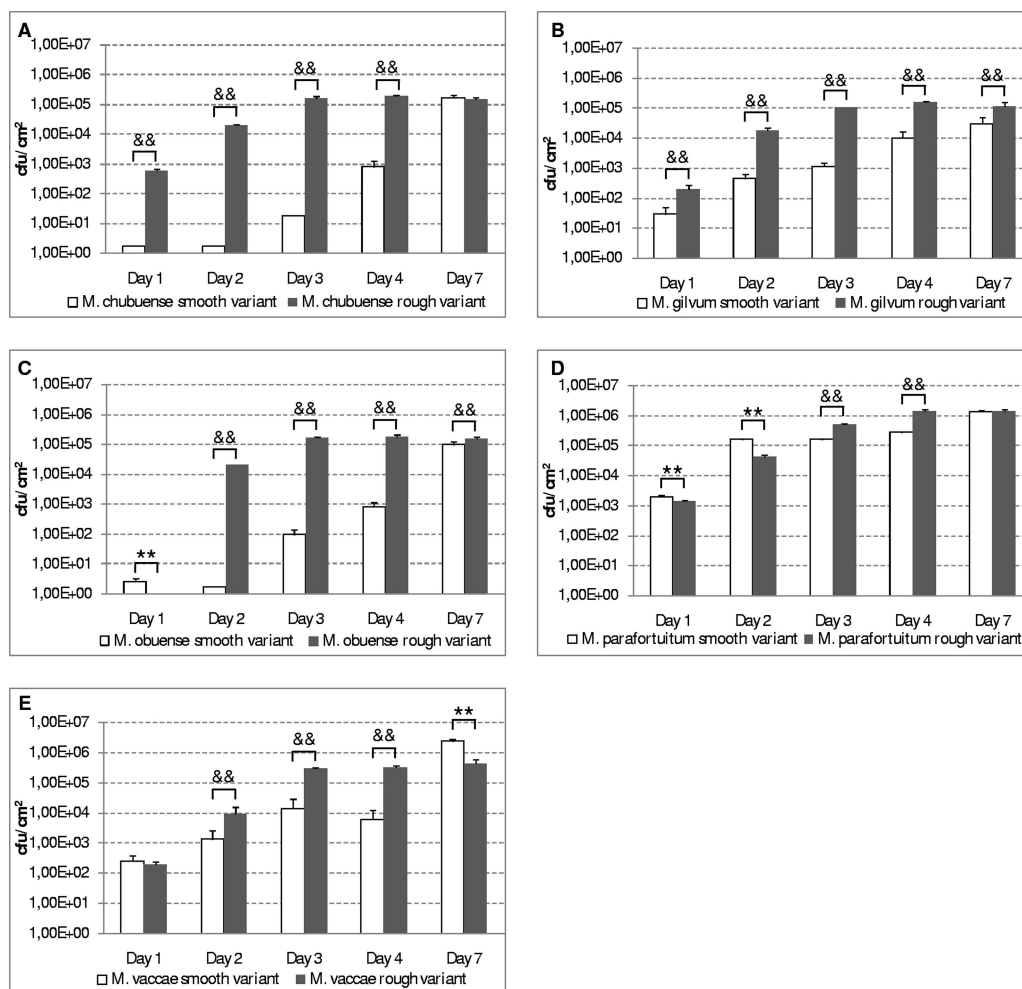 A
1,00E+07
1,00E+06
&& &&
1,00E+05
&&
1,00E+04
&&
1,00E+03
1,00E+02
1,00E+01
1,00E+00
cfu/cm²
Day 1 Day 2 Day 3 Day 4 Day 7
M. chubuense smooth variant M. chubuense rough variant
B
1,00E+07
1,00E+06
&& && &&
1,00E+05
&&
1,00E+04
1,00E+03
&&
1,00E+02
1,00E+01
1,00E+00
cfu/cm²
Day 1 Day 2 Day 3 Day 4 Day 7
M. gilvum smooth variant M. gilvum rough variant
C
1,00E+07
1,00E+06
&& && &&
1,00E+05
&&
1,00E+04
1,00E+03
1,00E+02
1,00E+01
**
1,00E+00
cfu/cm²
Day 1 Day 2 Day 3 Day 4 Day 7
M. obuense smooth variant M. obuense rough variant
D
1,00E+07
&& &&
1,00E+06
**
1,00E+05
1,00E+04
**
1,00E+03
1,00E+02
1,00E+01
1,00E+00
cfu/cm²
Day 1 Day 2 Day 3 Day 4 Day 7
M. parafortuitum smooth variant M. parafortuitum rough variant
E
1,00E+07
**
1,00E+06
&& &&
1,00E+05
&&
1,00E+04
1,00E+03
1,00E+02
1,00E+01
1,00E+00
cfu/cm²
Day 1 Day 2 Day 3 Day 4 Day 7
M. vaccae smooth variant M. vaccae rough variant